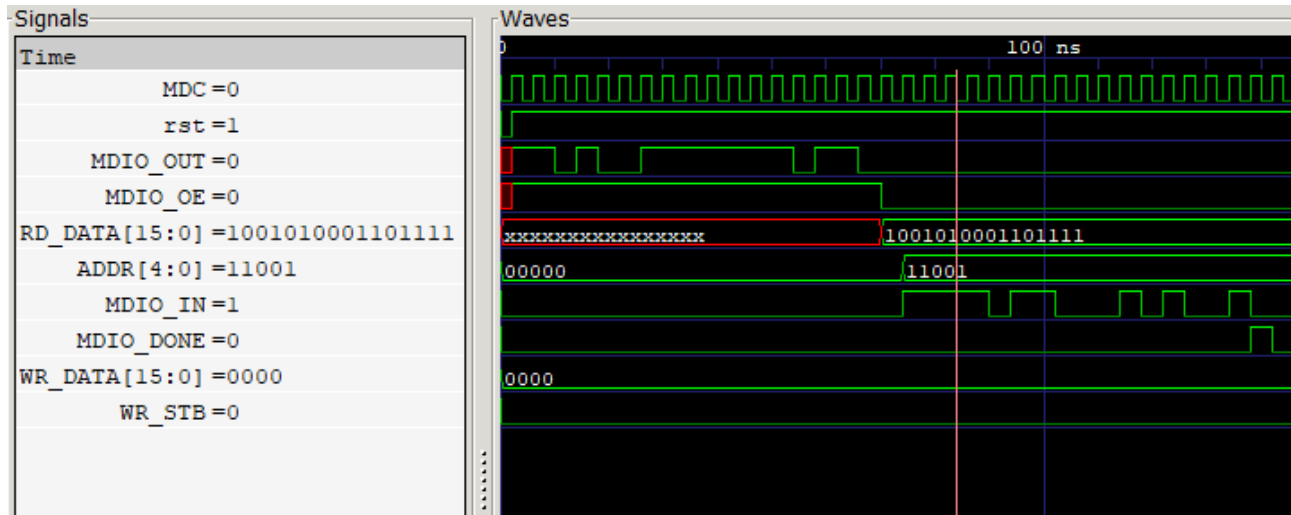 Signals
Waves
Time
0
100 ns
MDC=0
rst=1
MDIO_OUT=0
MDIO_OE=0
RD_DATA[15:0]=1001010001101111
xxxxxxxxxxxxxxxx
1001010001101111
ADDR[4:0]=11001
00000
11001
MDIO_IN=1
MDIO_DONE=0
WR_DATA[15:0]=0000
0000
WR_STB=0